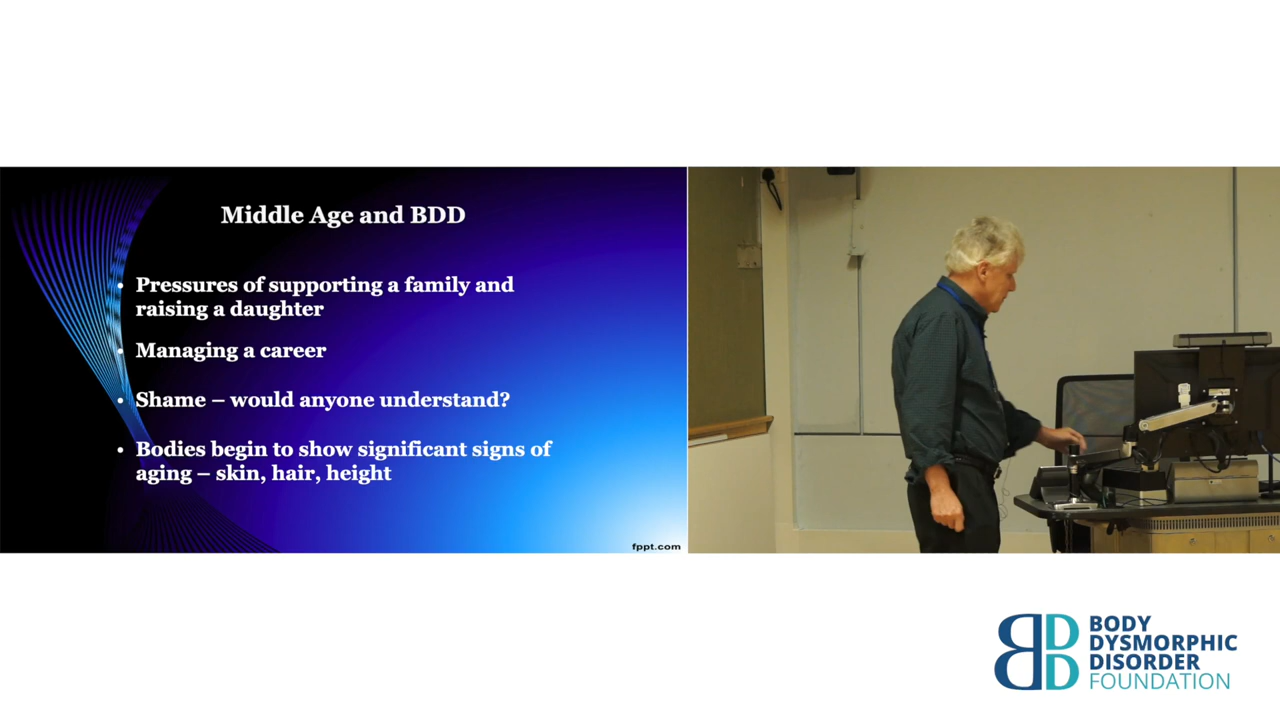 Middle Age and BDD
• Pressures of supporting a family and
raising a daughter
• Managing a career
• Shame – would anyone understand?
• Bodies begin to show significant signs of
aging – skin, hair, height
fppt.com
BODY
DYSMORPHIC
DISORDER
FOUNDATION